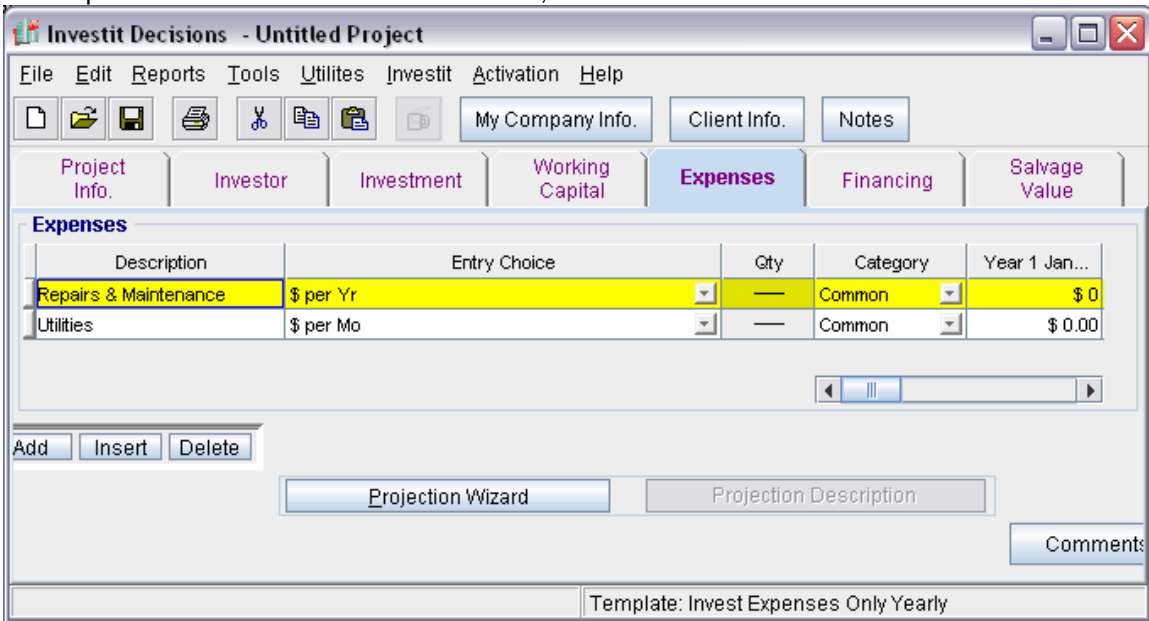 Investit Decisions - Untitled Project
File Edit Reports Tools Utilites Investit Activation Help
My Company Info. Client Info. Notes
Project Info. Investor Investment Working Capital Expenses Financing Salvage Value
Expenses
Description Entry Choice Qty Category Year 1 Jan...
Repairs & Maintenance $ per Yr — Common $ 0
Utilities $ per Mo — Common $ 0.00
Add Insert Delete
Projection Wizard Projection Description
Comments
Template: Invest Expenses Only Yearly